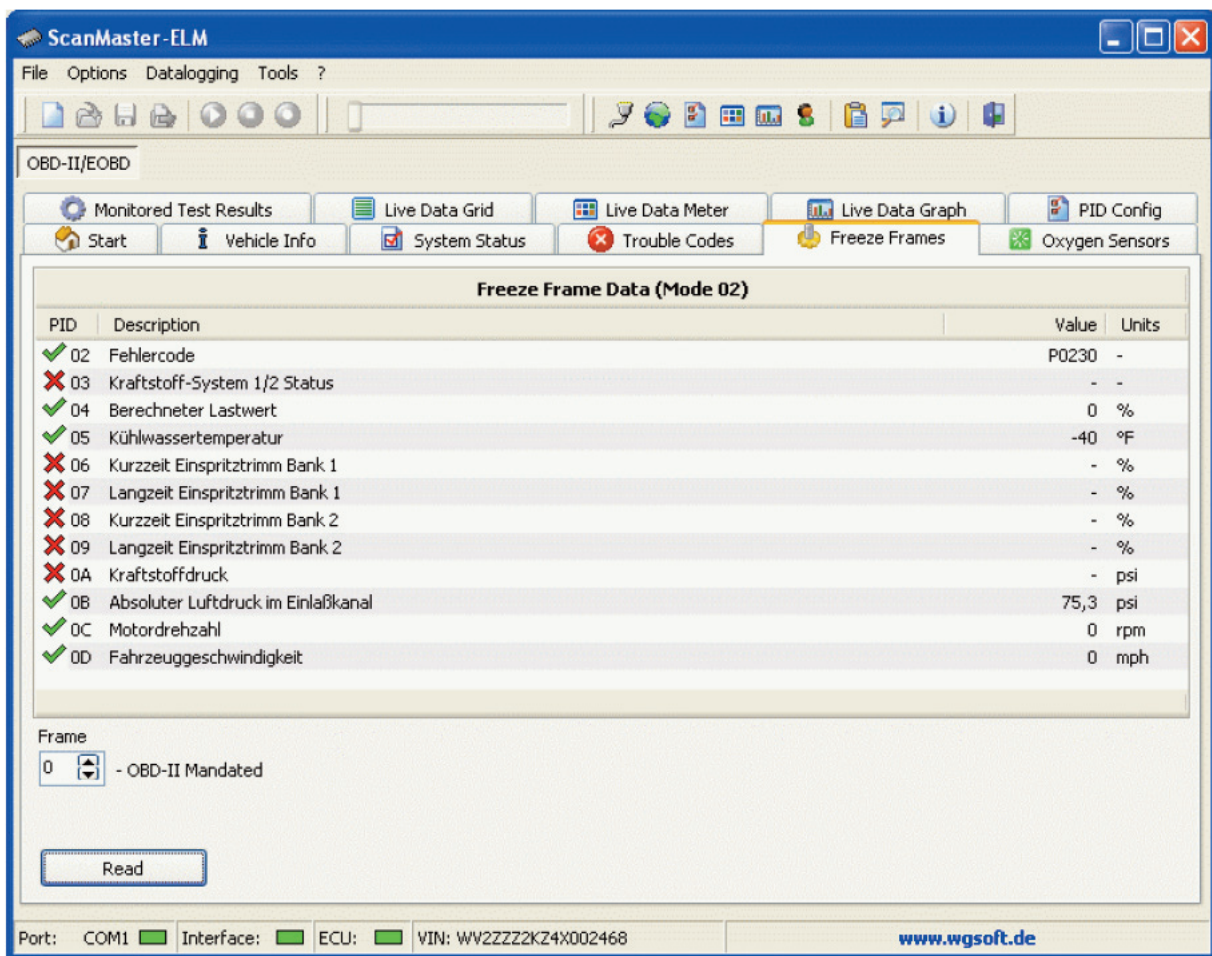 ScanMaster-ELM
File Options Datalogging Tools ?
OBD-II/EOBD
Monitored Test Results Live Data Grid Live Data Meter Live Data Graph PID Config
Start Vehicle Info System Status Trouble Codes Freeze Frames Oxygen Sensors
Freeze Frame Data (Mode 02)
PID Description Value Units
02 Fehlercode P0230 -
03 Kraftstoff-System 1/2 Status - -
04 Berechneter Lastwert 0 %
05 Kühlwassertemperatur -40 °F
06 Kurzzeit Einspritztrimm Bank 1 - %
07 Langzeit Einspritztrimm Bank 1 - %
08 Kurzzeit Einspritztrimm Bank 2 - %
09 Langzeit Einspritztrimm Bank 2 - %
0A Kraftstoffdruck - psi
0B Absoluter Luftdruck im Einlaßkanal 75,3 psi
0C Motordrehzahl 0 rpm
0D Fahrzeuggeschwindigkeit 0 mph
Frame
0 - OBD-II Mandated
Read
Port: COM1 Interface: ECU: VIN: WV2ZZZ2KZ4X002468 www.wgsoft.de